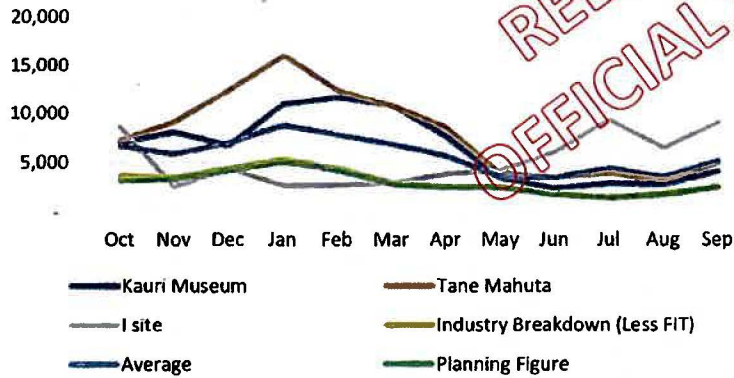 20,000
15,000
10,000
5,000
-
Oct Nov Dec Jan Feb Mar Apr May Jun Jul Aug Sep
Kauri Museum Tane Mahuta
I site Industry Breakdown (Less FIT)
Average Planning Figure
OFFICIAL